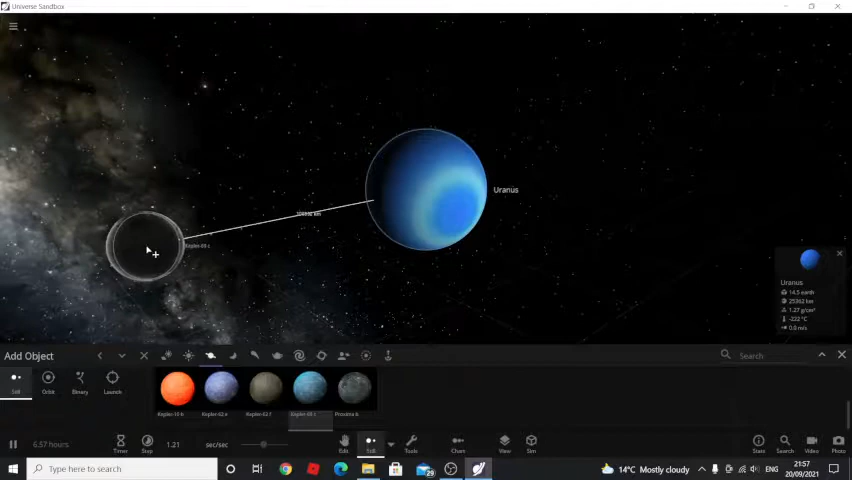 Universe Sandbox
Uranus
Uranus
14.5 earth
25362 km
1.27 g/cm³
-222 °C
0.0 m/s
Add Object
Search
Still
Orbit
Binary
Launch
Kepler-10 b
Kepler-62 e
Kepler-62 f
Proxima b
6.57 hours
Timer
Step
1.21
sec/sec
Edit
Still
Tools
Chart
View
Sim
Search
Video
Photo
Type here to search
29
14°C Mostly cloudy
ENG
21:57
20/09/2021